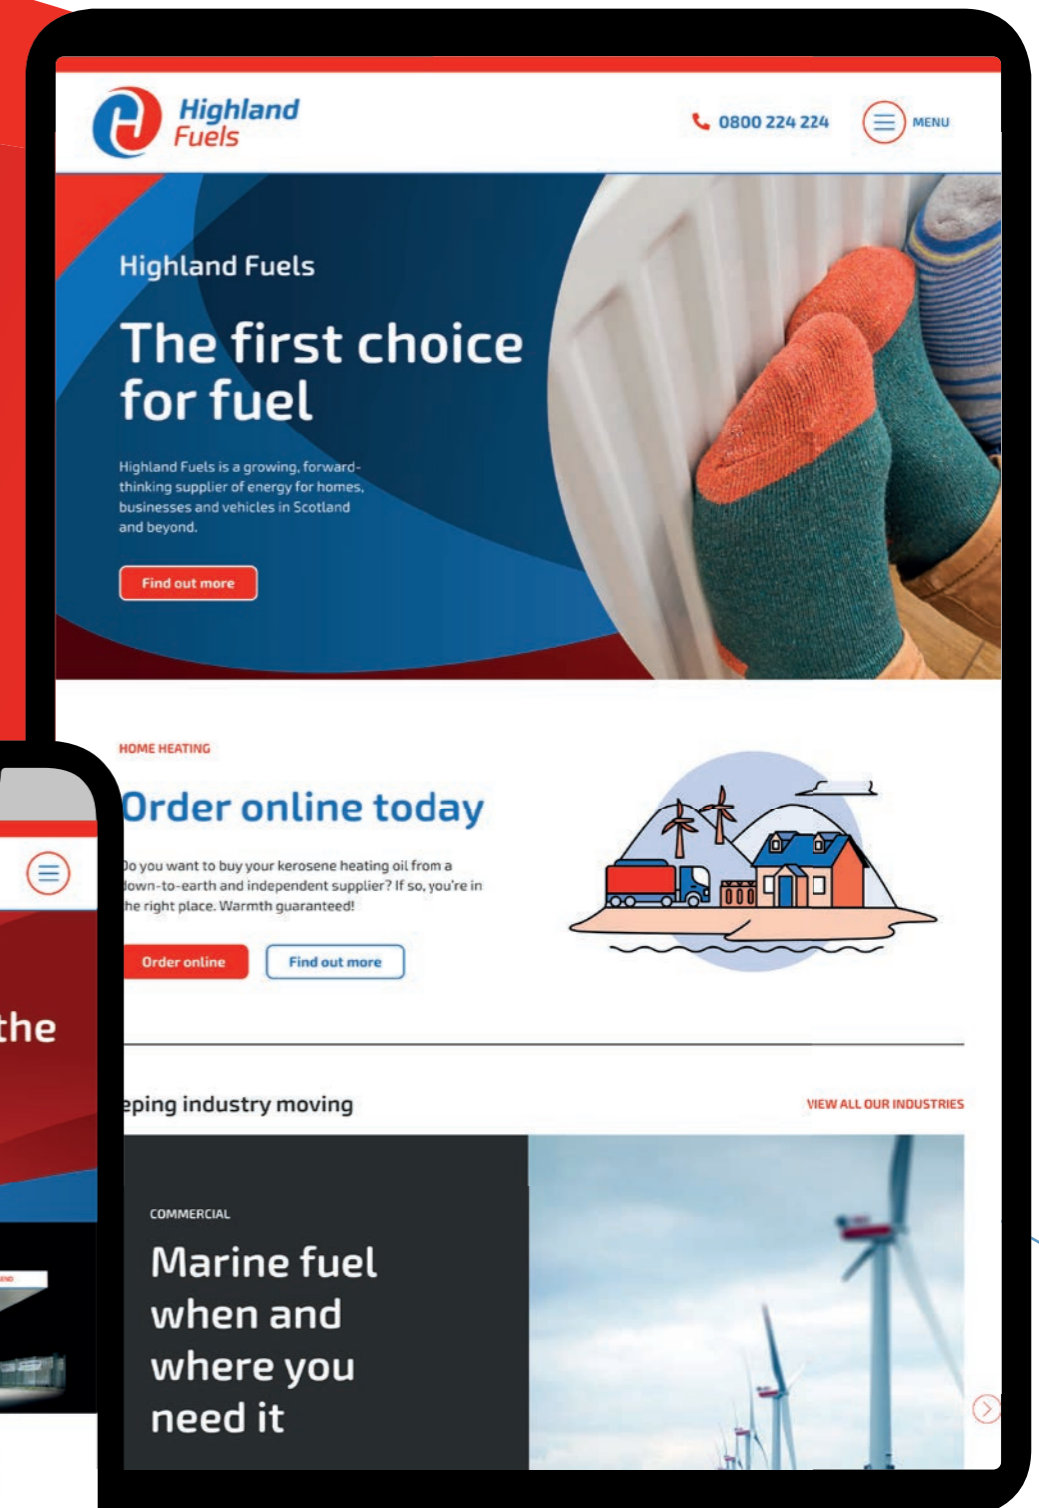 Highland
Fuels
0800 224 224
MENU
Highland Fuels
The first choice
for fuel
Highland Fuels is a growing, forward-
thinking supplier of energy for homes,
businesses and vehicles in Scotland
and beyond.
Find out more
HOME HEATING
Order online today
Do you want to buy your kerosene heating oil from a
down-to-earth and independent supplier? If so, you're in
the right place. Warmth guaranteed!
Order online
Find out more
eping industry moving
VIEW ALL OUR INDUSTRIES
COMMERCIAL
Marine fuel
when and
where you
need it
the